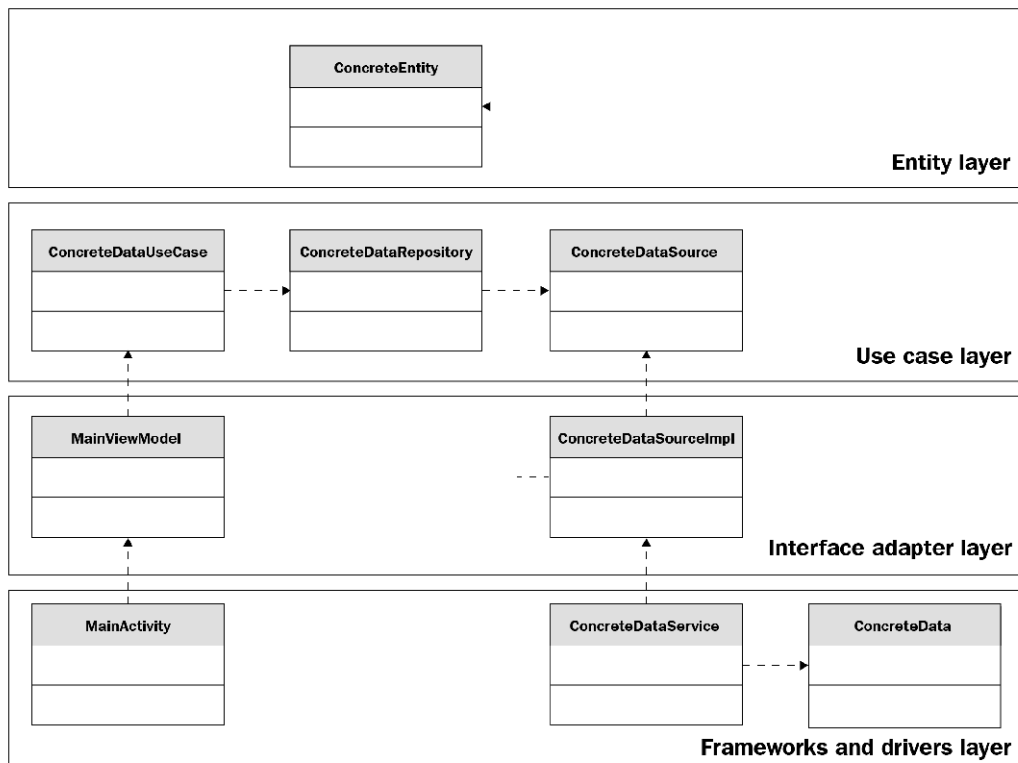 ConcreteEntity
Entity layer
ConcreteDataUseCase
ConcreteDataRepository
ConcreteDataSource
Use case layer
MainViewModel
ConcreteDataSourceImpl
Interface adapter layer
MainActivity
ConcreteDataService
ConcreteData
Frameworks and drivers layer